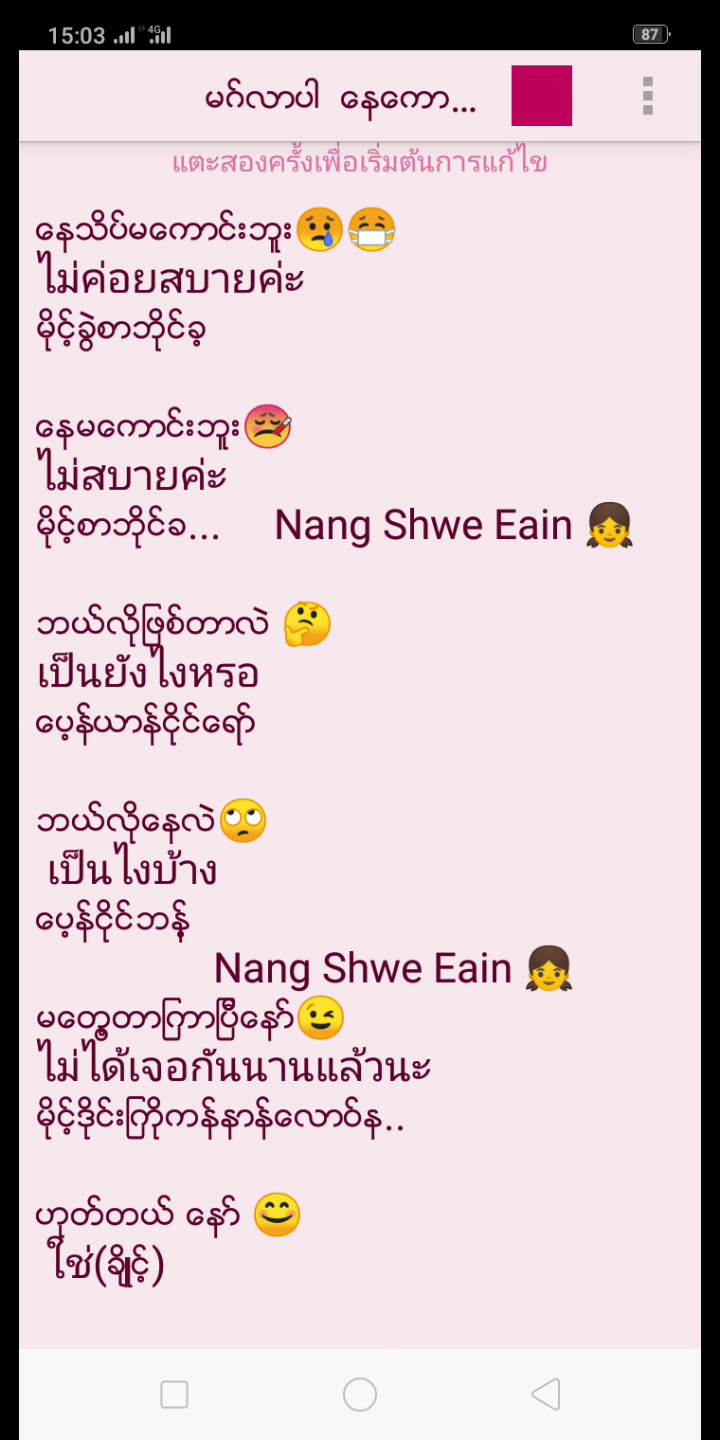 15:03 4G 87
မင်္ဂလာပါ နေကော...
แตะสองครั้งเพื่อเริ่มต้นการแก้ไข
နေသိပ်မကောင်းဘူး😢😷
ไม่ค่อยสบายค่ะ
မိုင့်ခွဲစာဘိုင်ခ့
နေမကောင်းဘူး🤒
ไม่สบายค่ะ
မိုင့်စာဘိုင်ခ... Nang Shwe Eain 👧
ဘယ်လိုဖြစ်တာလဲ 🤔
เป็นยังไงหรอ
ပေ့န်ယာန်ငိုင်ရော်
ဘယ်လိုနေလဲ🙄
เป็นไงบ้าง
ပေ့န်ငိုင်ဘန့်
Nang Shwe Eain 👧
မတွေ့တာကြာပြီနော်😉
ไม่ได้เจอกันนานแล้วนะ
မိုင့်ဒိုင်းကြိုကန်နာန်လောဝ်န..
ဟုတ်တယ် နော် 😊
ใช่(ချိုင့်)